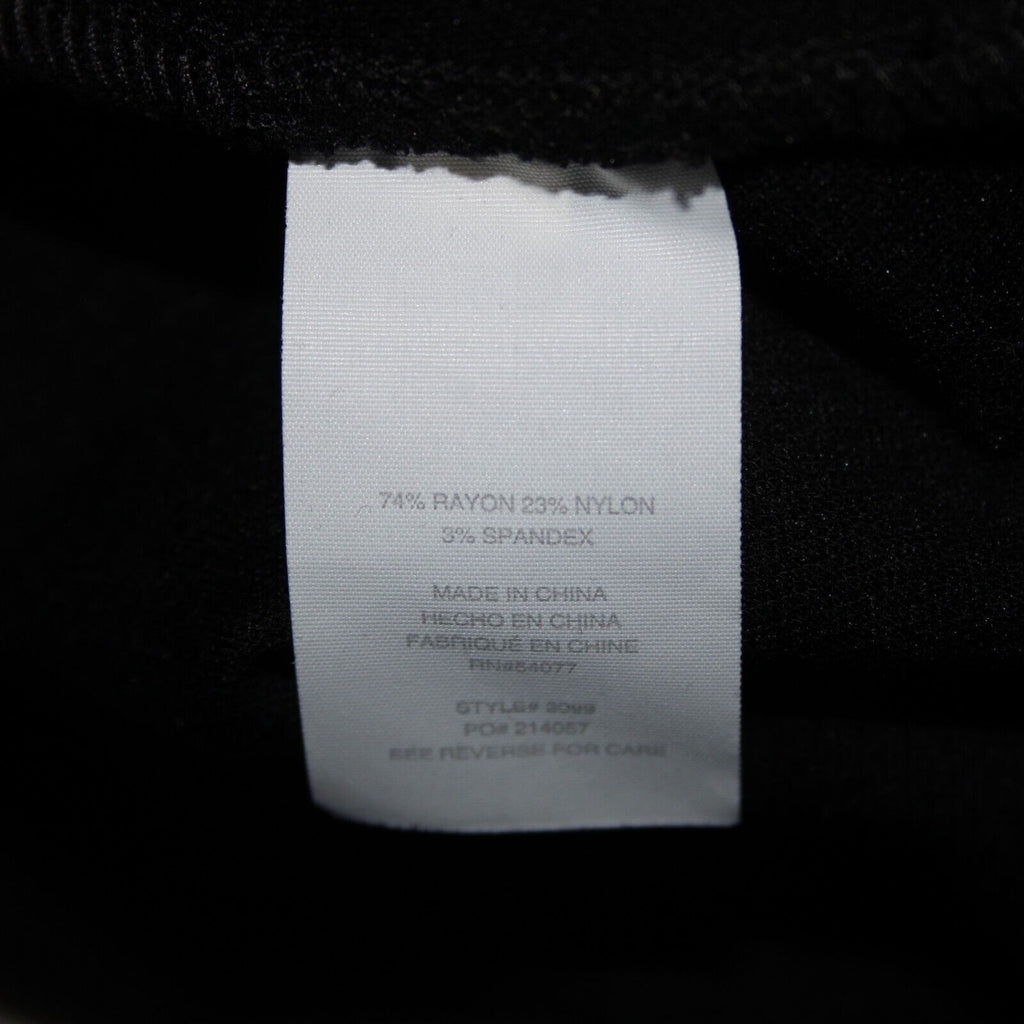 74% RAYON 23% NYLON
3% SPANDEX
MADE IN CHINA
HECHO EN CHINA
FABRIQUÉ EN CHINE
RN#54077
STYLE# 3099
PO# 214057
SEE REVERSE FOR CARE